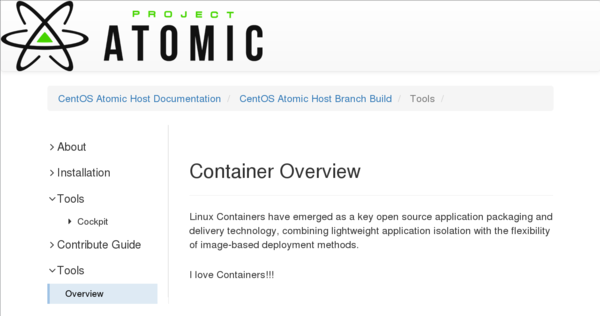 PROJECT
ATOMIC
CentOS Atomic Host Documentation / CentOS Atomic Host Branch Build / Tools /
About
Installation
Tools
Cockpit
Contribute Guide
Tools
Overview
Container Overview
Linux Containers have emerged as a key open source application packaging and
delivery technology, combining lightweight application isolation with the flexibility
of image-based deployment methods.
I love Containers!!!